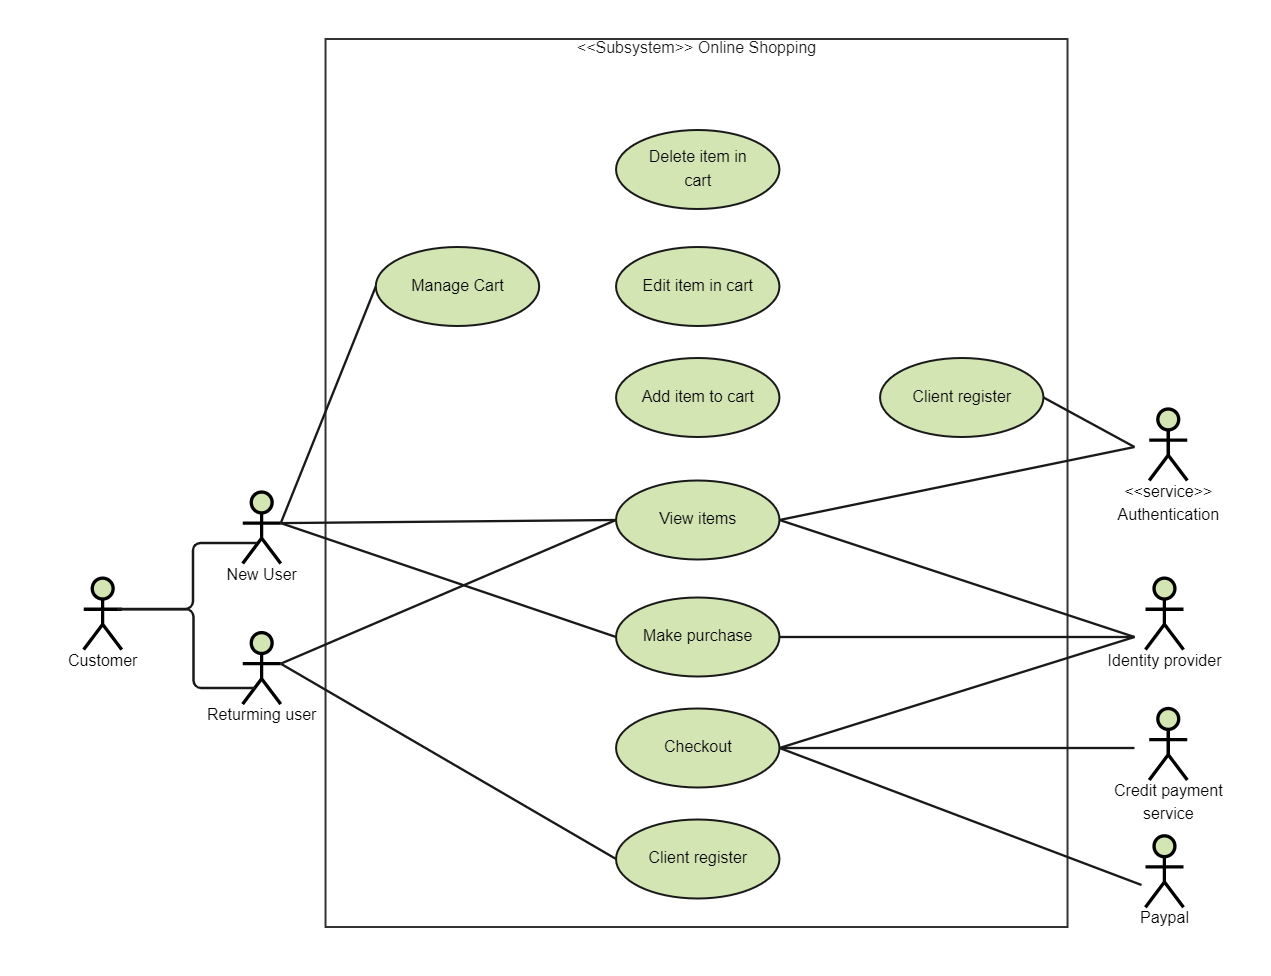 <<Subsystem>> Online Shopping
Delete item in
cart
Manage Cart
Edit item in cart
Add item to cart
Client register
<<service>>
Authentication
View items
New User
Make purchase
Customer
Identity provider
Returming user
Checkout
Credit payment
service
Client register
Paypal